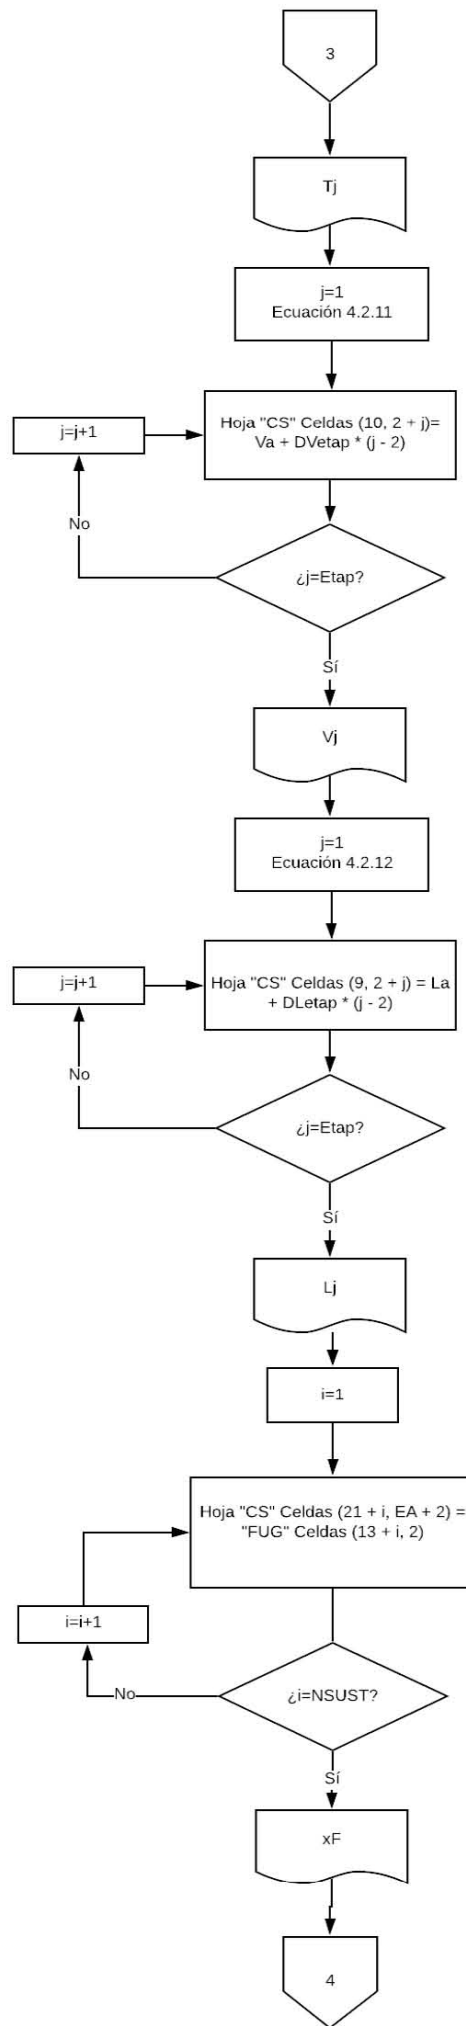 3
Tj
j=1
Ecuación 4.2.11
Hoja "CS" Celdas (10, 2 + j)=
Va + DVetap * (j - 2)
j=j+1
No
¿j=Etap?
Sí
Vj
j=1
Ecuación 4.2.12
Hoja "CS" Celdas (9, 2 + j) = La
+ DLetap * (j - 2)
j=j+1
No
¿j=Etap?
Sí
Lj
i=1
Hoja "CS" Celdas (21 + i, EA + 2) =
"FUG" Celdas (13 + i, 2)
i=i+1
No
¿i=NSUST?
Sí
xF
4